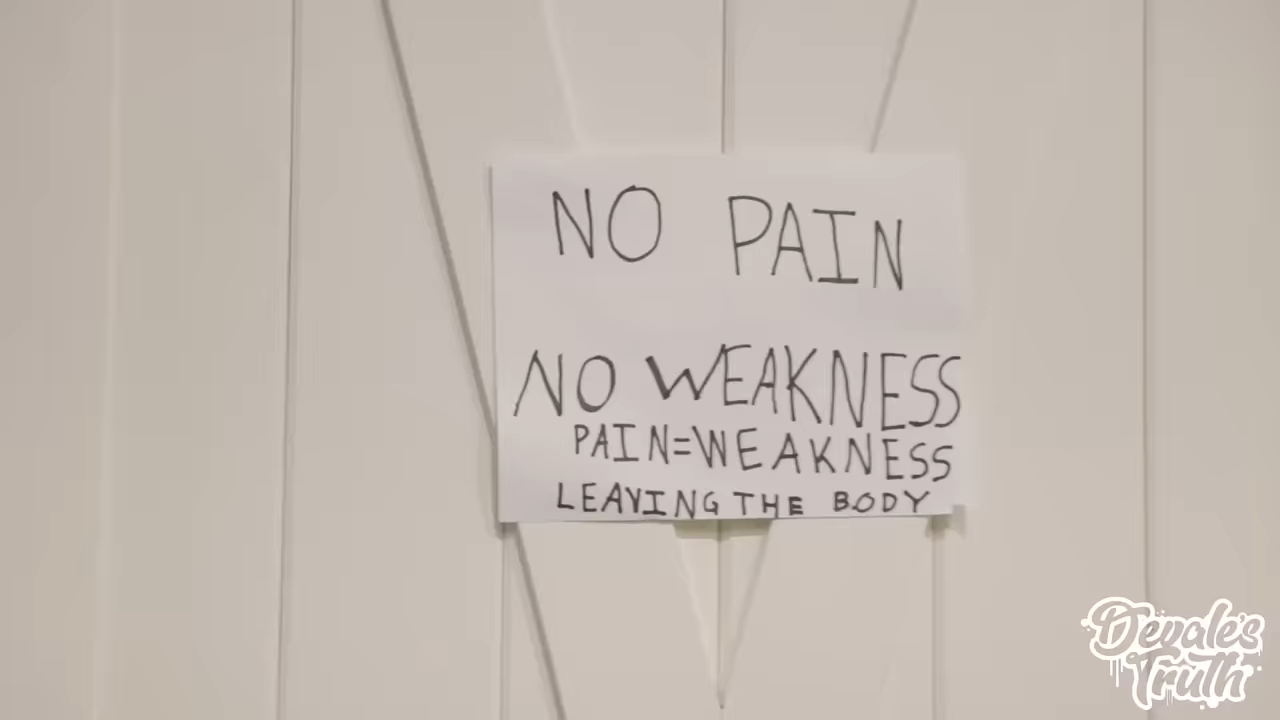 NO PAIN
NO WEAKNESS
PAIN=WEAKNESS
LEAVING THE BODY
Devale's
Truth